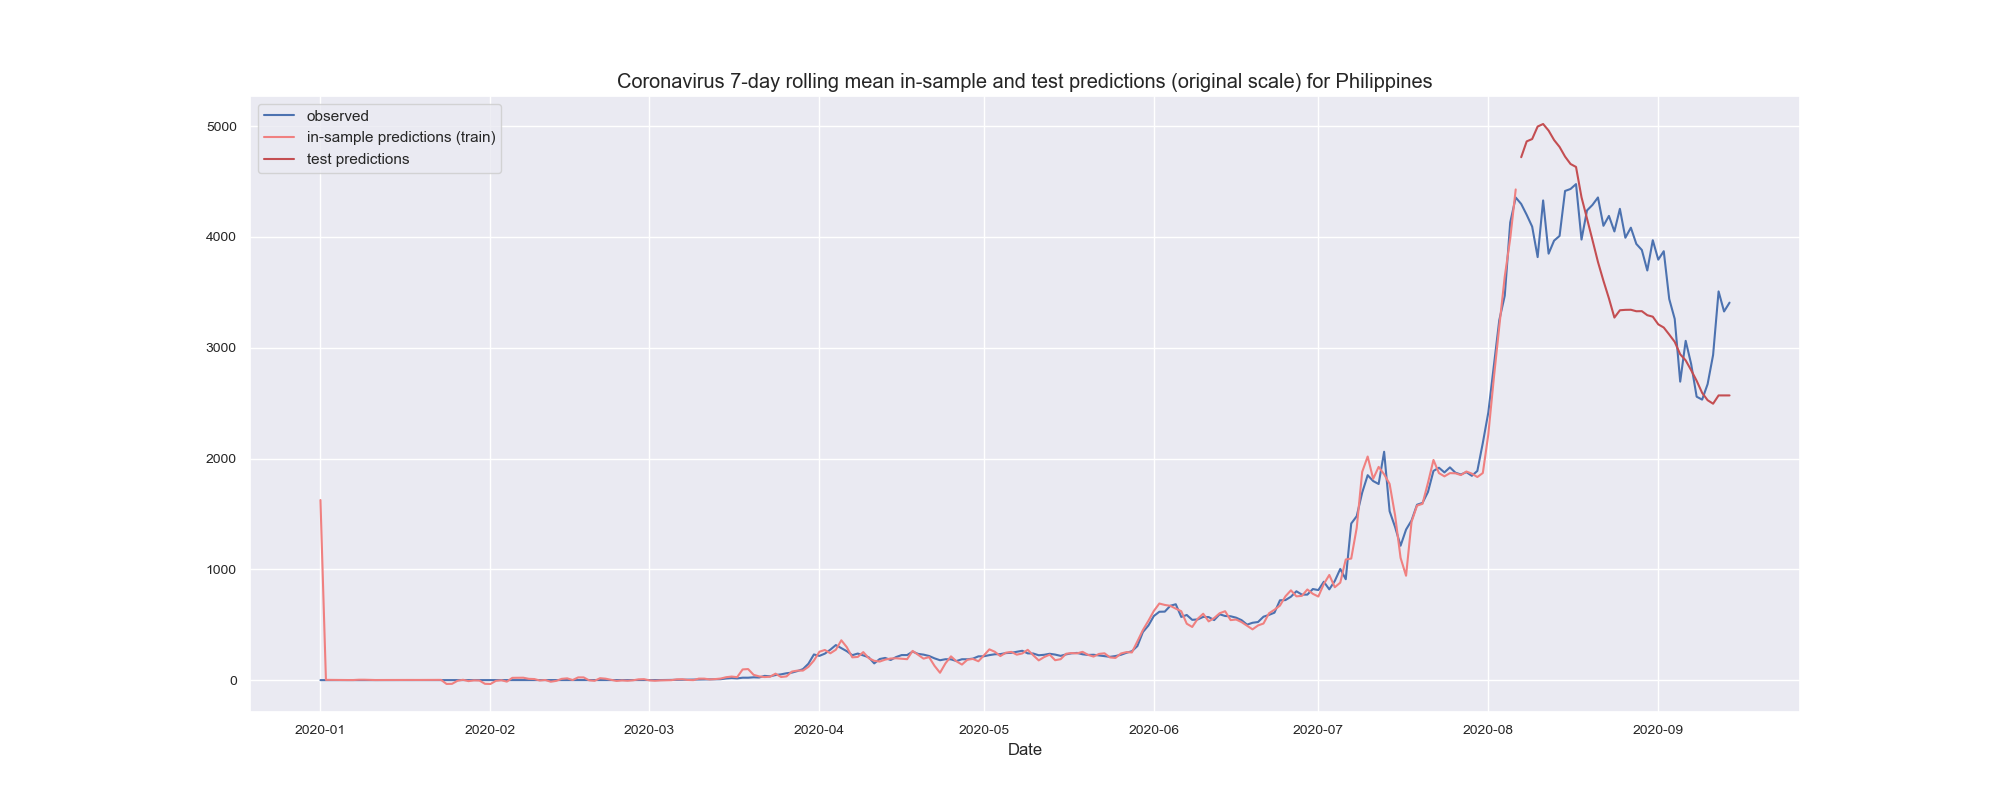 Coronavirus 7-day rolling mean in-sample and test predictions (original scale) for Philippines
observed
in-sample predictions (train)
test predictions
5000
4000
3000
2000
1000
0
2020-01 2020-02 2020-03 2020-04 2020-05 2020-06 2020-07 2020-08 2020-09
Date